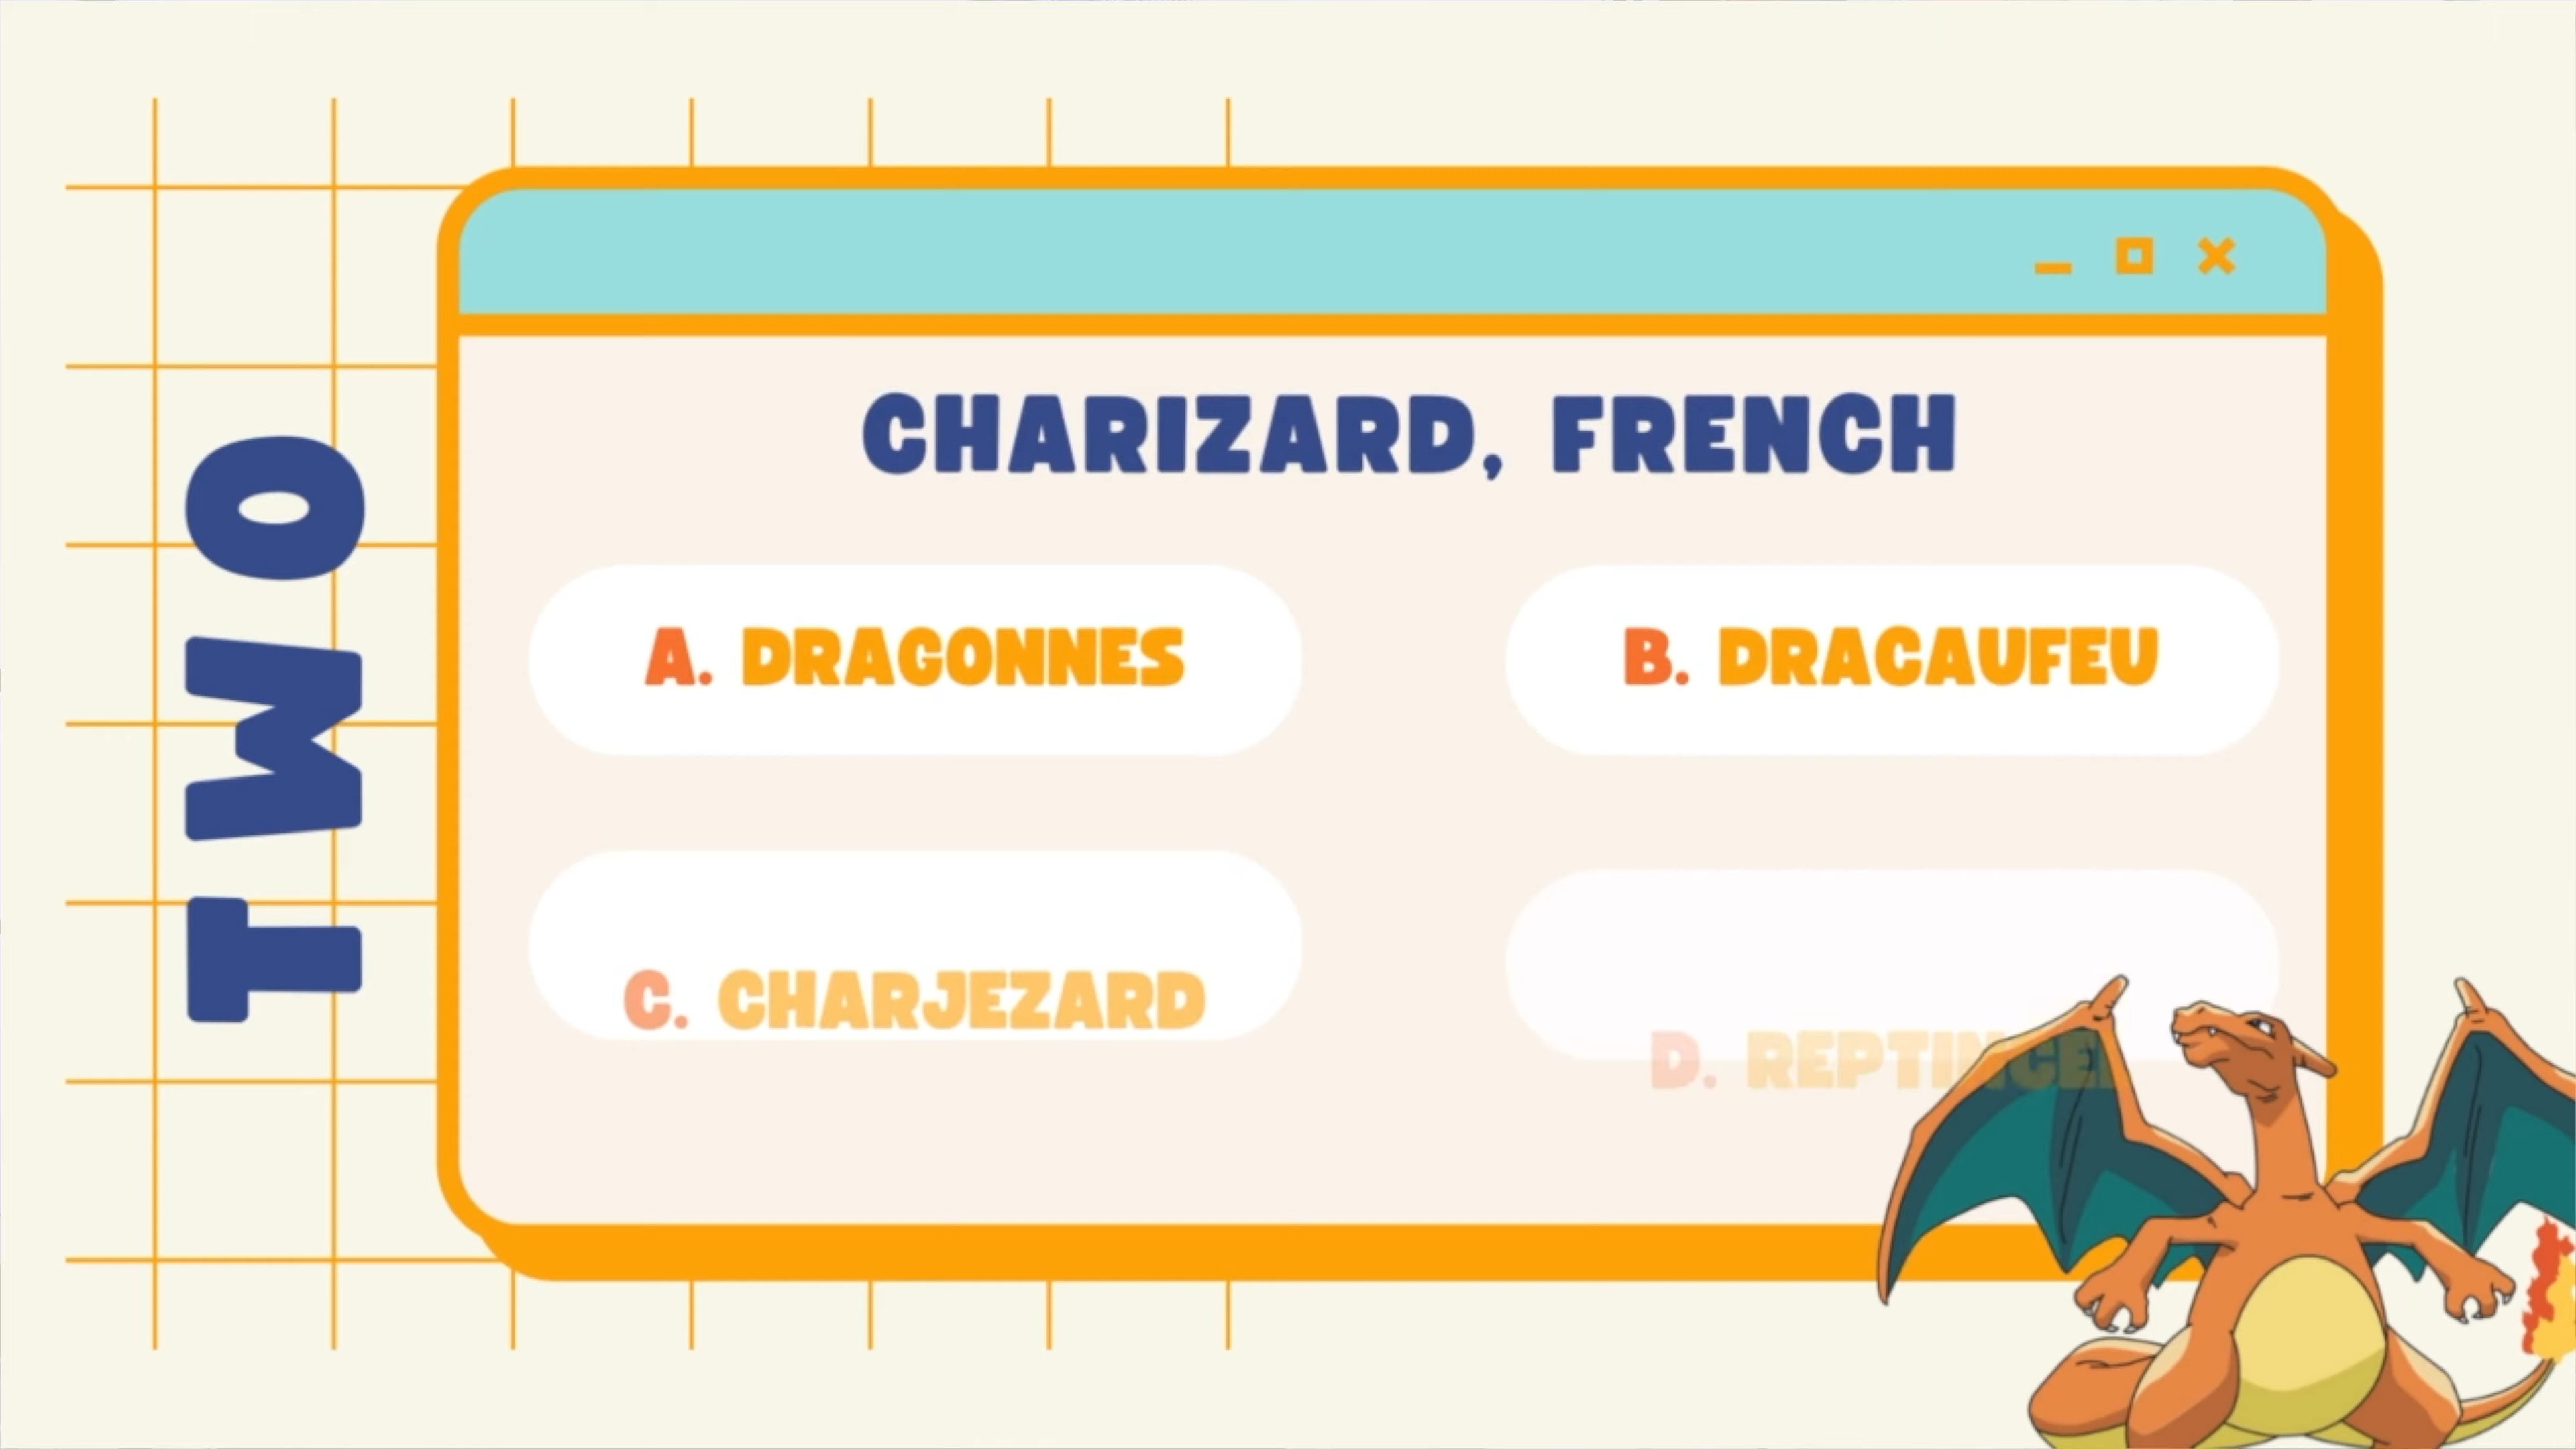 TWO
CHARIZARD, FRENCH
A. DRAGONNES
B. DRACAUFEU
C. CHARJEZARD
D.